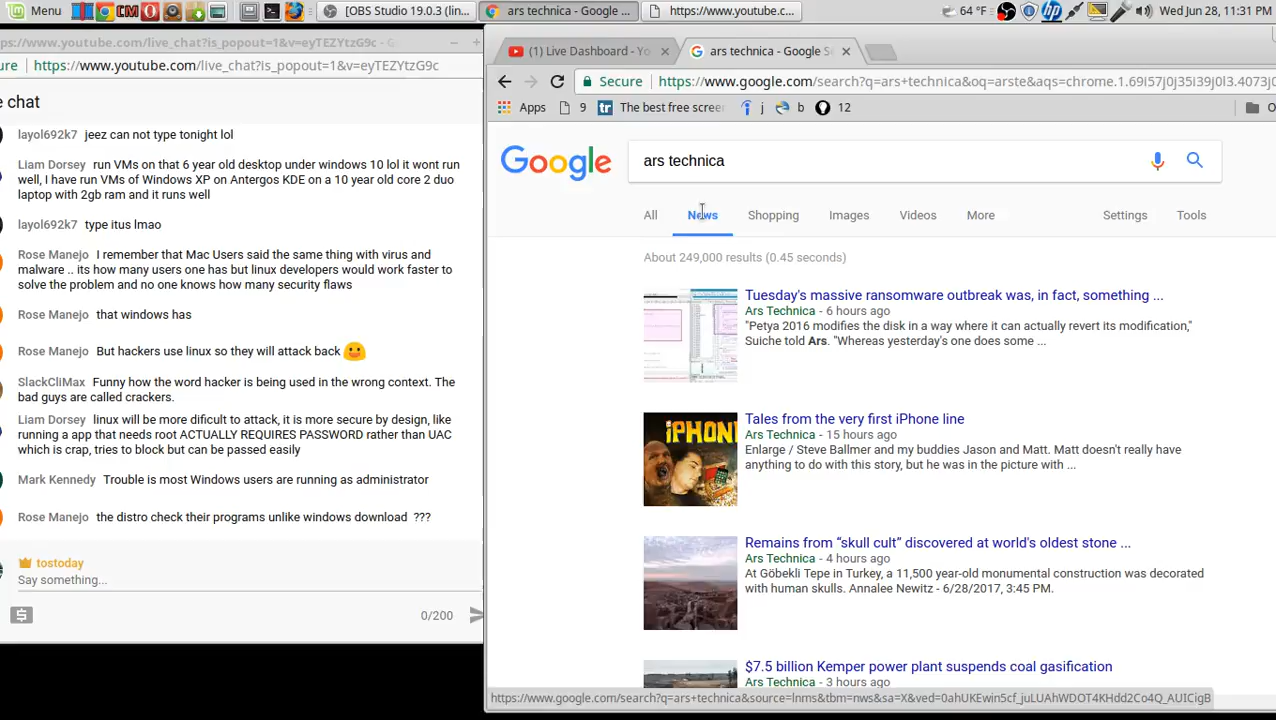 Menu
[OBS Studio 19.0.3 (lin...
ars technica - Google ...
https://www.youtube.c...
64 °F
Wed Jun 28, 11:31 PM
ps://www.youtube.com/live_chat?is_popout=1&v=eyTEZYtzG9c - G
ure https://www.youtube.com/live_chat?is_popout=1&v=eyTEZYtzG9c
e chat
layol692k7 jeez can not type tonight lol
Liam Dorsey run VMs on that 6 year old desktop under windows 10 lol it wont run
well, I have run VMs of Windows XP on Antergos KDE on a 10 year old core 2 duo
laptop with 2gb ram and it runs well
layol692k7 type itus lmao
Rose Manejo I remember that Mac Users said the same thing with virus and
malware .. its how many users one has but linux developers would work faster to
solve the problem and no one knows how many security flaws
Rose Manejo that windows has
Rose Manejo But hackers use linux so they will attack back
SlackCliMax Funny how the word hacker is being used in the wrong context. The
bad guys are called crackers.
Liam Dorsey linux will be more dificult to attack, it is more secure by design, like
running a app that needs root ACTUALLY REQUIRES PASSWORD rather than UAC
which is crap, tries to block but can be passed easily
Mark Kennedy Trouble is most Windows users are running as administrator
Rose Manejo the distro check their programs unlike windows download ???
tostoday
Say something...
0/200
(1) Live Dashboard - Yo
ars technica - Google Se
Secure https://www.google.com/search?q=ars+technica&oq=arste&aqs=chrome.1.69i57j0j35i39j0l3.4073j0
Apps 9 tr The best free screen j b 12 O
Google
ars technica
All News Shopping Images Videos More Settings Tools
About 249,000 results (0.45 seconds)
Tuesday's massive ransomware outbreak was, in fact, something ...
Ars Technica - 6 hours ago
"Petya 2016 modifies the disk in a way where it can actually revert its modification,"
Suiche told Ars. "Whereas yesterday's one does some ...
iPHON
Tales from the very first iPhone line
Ars Technica - 15 hours ago
Enlarge / Steve Ballmer and my buddies Jason and Matt. Matt doesn't really have
anything to do with this story, but he was in the picture with ...
Remains from “skull cult” discovered at world's oldest stone ...
Ars Technica - 4 hours ago
At Göbekli Tepe in Turkey, a 11,500 year-old monumental construction was decorated
with human skulls. Annalee Newitz - 6/28/2017, 3:45 PM.
$7.5 billion Kemper power plant suspends coal gasification
Ars Technica - 3 hours ago